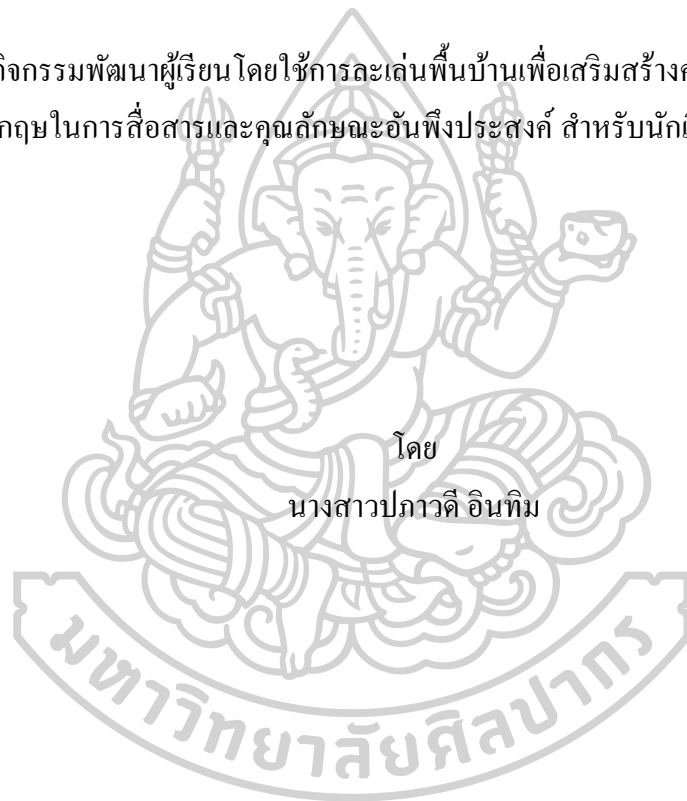 กิจกรรมพัฒนาผู้เรียนโดยใช้การละเล่นพื้นบ้านเพื่อเสริมสร้าง
กฤษในการสื่อสารและคุณลักษณะอันพึงประสงค์ สำหรับ
โดย
นางสาวปภาวดี อินทิม
มหาวิทยาลัยศิลปากร